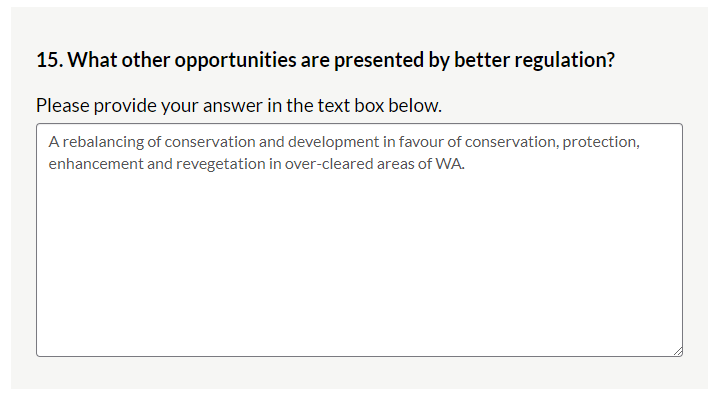 15. What other opportunities are presented by better regulation?
Please provide your answer in the text box below.
A rebalancing of conservation and development in favour of conservation, protection,
enhancement and revegetation in over-cleared areas of WA.